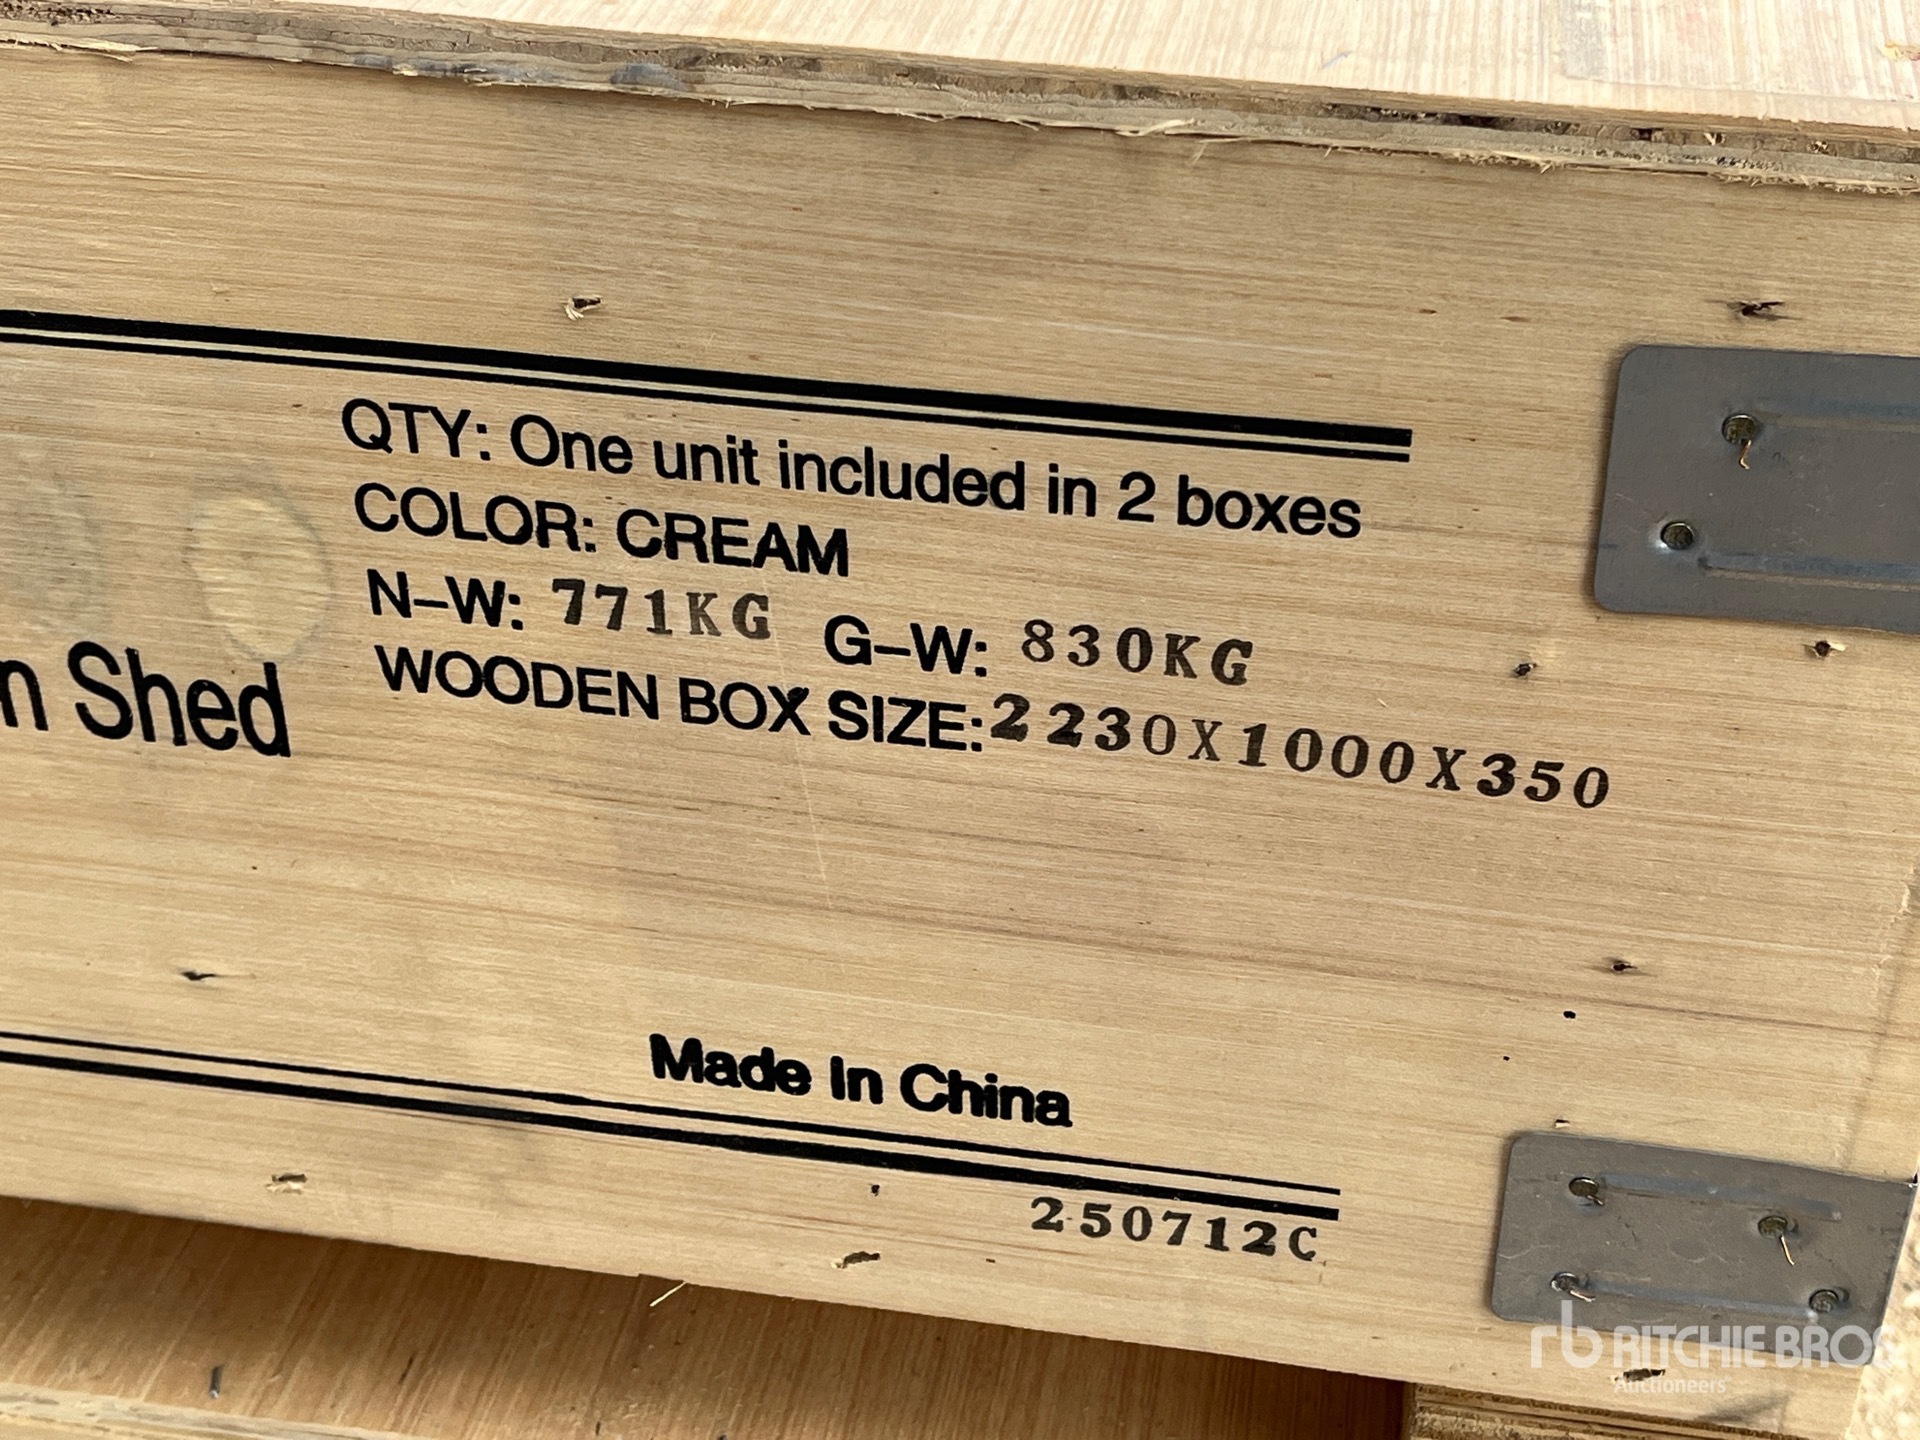 QTY: One unit included in 2 boxes
COLOR: CREAM
N-W: 771KG G-W: 830KG
n Shed
WOODEN BOX SIZE: 2230X1000X350
Made In China
250712C
rb RITCHIE BROS
Auctioneers